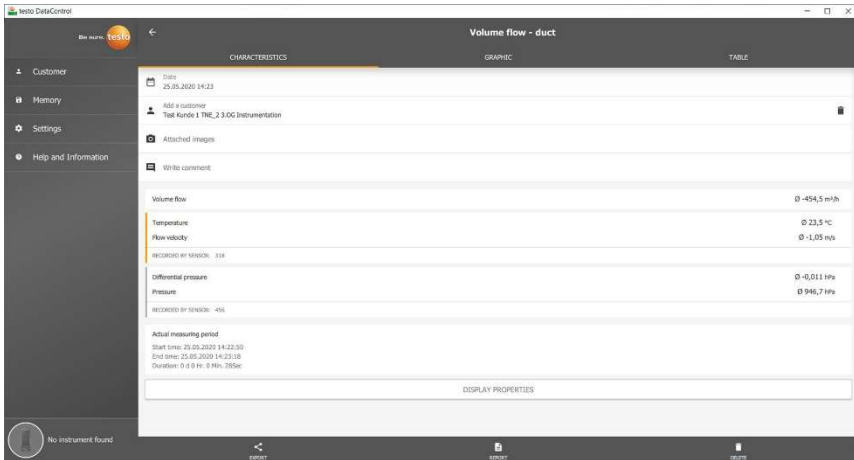 testo DataControl
Be sure. testo
Volume flow - duct
CHARACTERISTICS
GRAPHIC
TABLE
Customer
Memory
Settings
Help and Information
Date
25.05.2020 14:23
Add a customer
Test Kunde 1 TNE_2 3.OG Instrumentation
Attached images
Write comment
Volume flow Ø -454,5 m³/h
Temperature Ø 23,5 °C
Flow velocity Ø -1,05 m/s
RECORDED BY SENSOR: 318
Differential pressure Ø -0,011 hPa
Pressure Ø 946,7 hPa
RECORDED BY SENSOR: 456
Actual measuring period
Start time: 25.05.2020 14:22:50
End time: 25.05.2020 14:23:18
Duration: 0 d 0 Hr. 0 Min. 28Sec
DISPLAY PROPERTIES
No instrument found
EXPORT
REPORT
DELETE